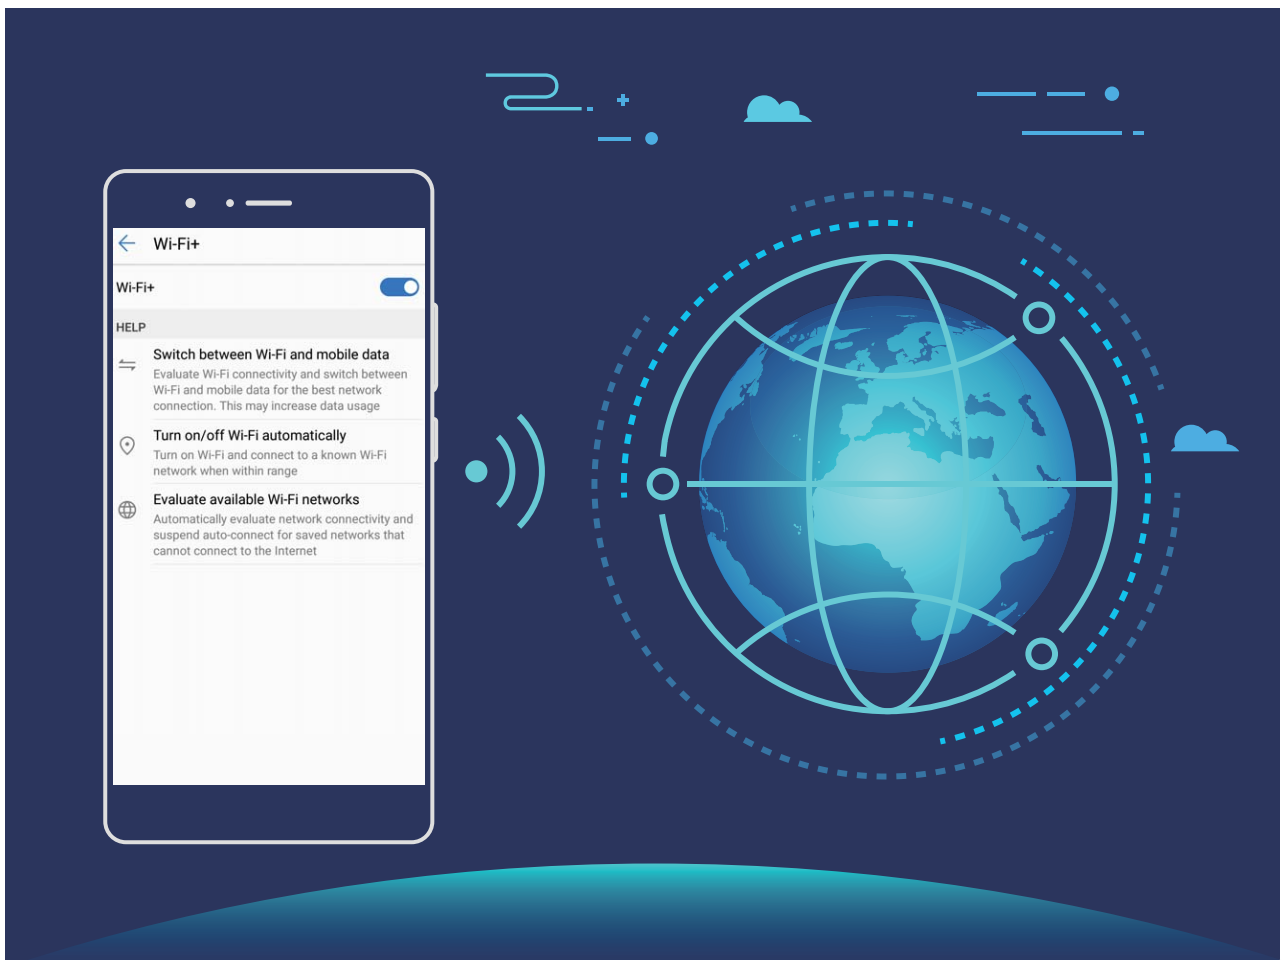 Wi-Fi+
Wi-Fi+
HELP
Switch between Wi-Fi and mobile data
Evaluate Wi-Fi connectivity and switch between
Wi-Fi and mobile data for the best network
connection. This may increase data usage
Turn on/off Wi-Fi automatically
Turn on Wi-Fi and connect to a known Wi-Fi
network when within range
Evaluate available Wi-Fi networks
Automatically evaluate network connectivity and
suspend auto-connect for saved networks that
cannot connect to the Internet